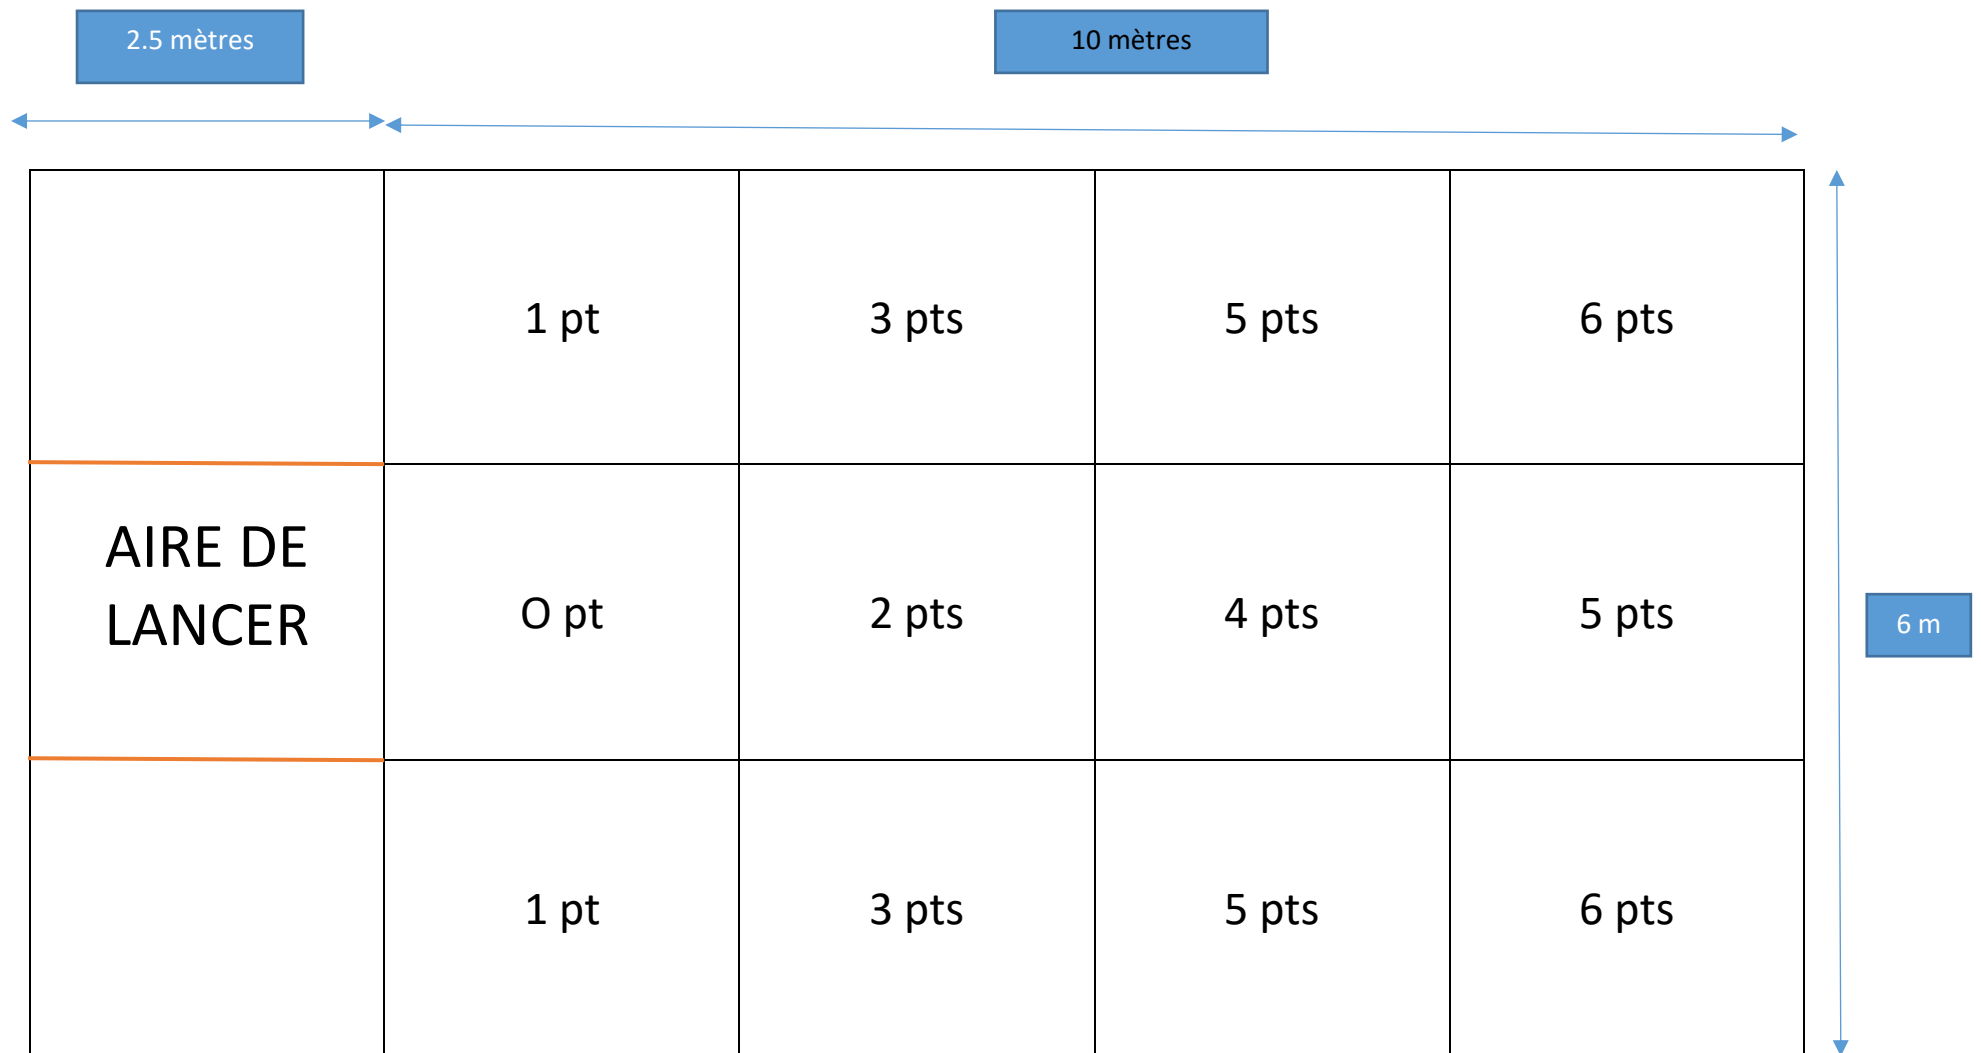 2.5 mètres
10 mètres
1 pt
3 pts
5 pts
6 pts
AIRE DE
LANCER
O pt
2 pts
4 pts
5 pts
6 m
1 pt
3 pts
5 pts
6 pts